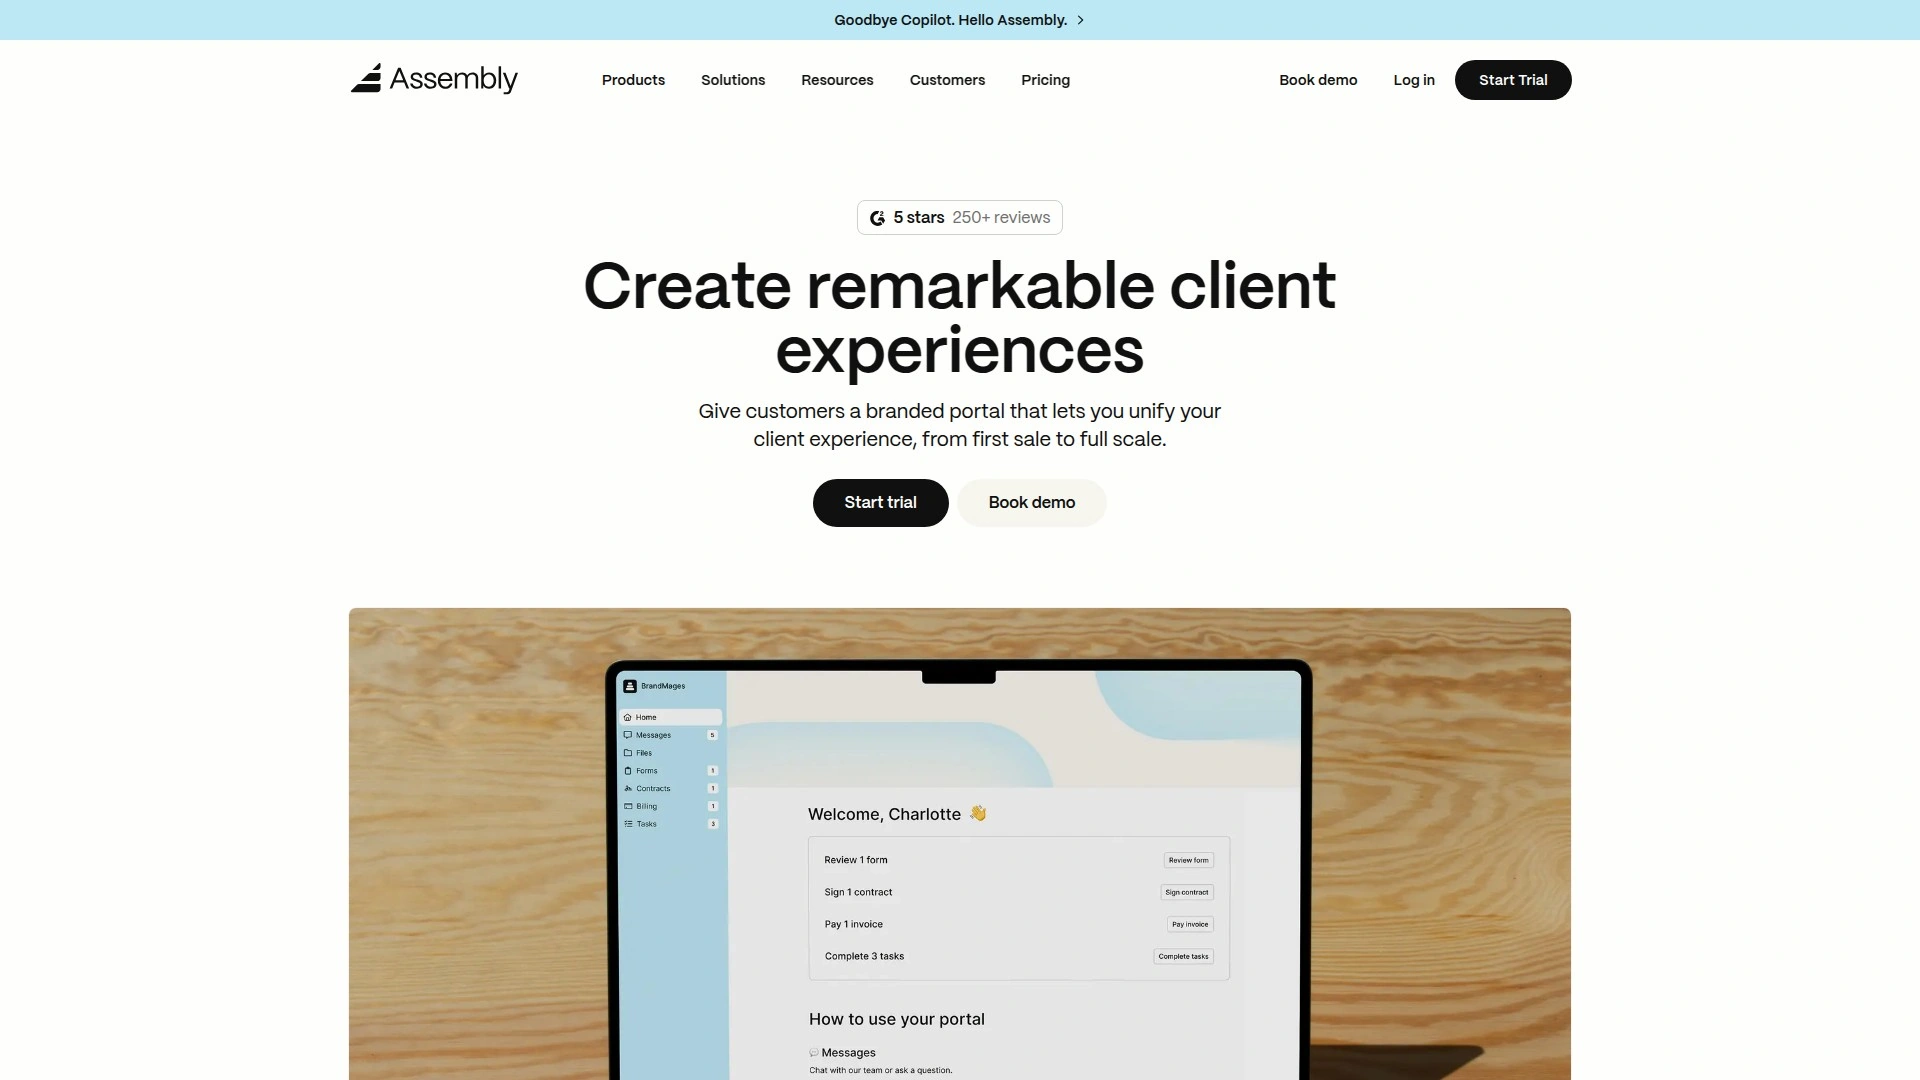 Goodbye Copilot. Hello Assembly.
Assembly
Products
Solutions
Resources
Customers
Pricing
Book demo
Log in
Start Trial
5 stars 250+ reviews
Create remarkable client
experiences
Give customers a branded portal that lets you unify your
client experience, from first sale to full scale.
Start trial
Book demo
BrandMages
Home
Messages 5
Files
Forms 1
Contracts 1
Billing 1
Tasks 3
Welcome, Charlotte 👋
Review 1 form
Review form
Sign 1 contract
Sign contract
Pay 1 invoice
Pay invoice
Complete 3 tasks
Complete tasks
How to use your portal
💬 Messages
Chat with our team or ask a question.